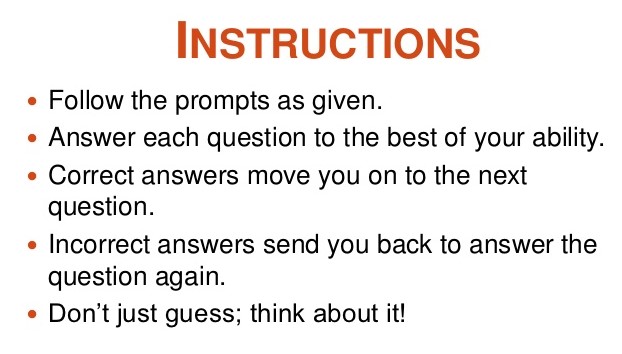 INSTRUCTIONS
• Follow the prompts as given.
• Answer each question to the best of your ability.
• Correct answers move you on to the next
question.
• Incorrect answers send you back to answer the
question again.
• Don’t just guess; think about it!